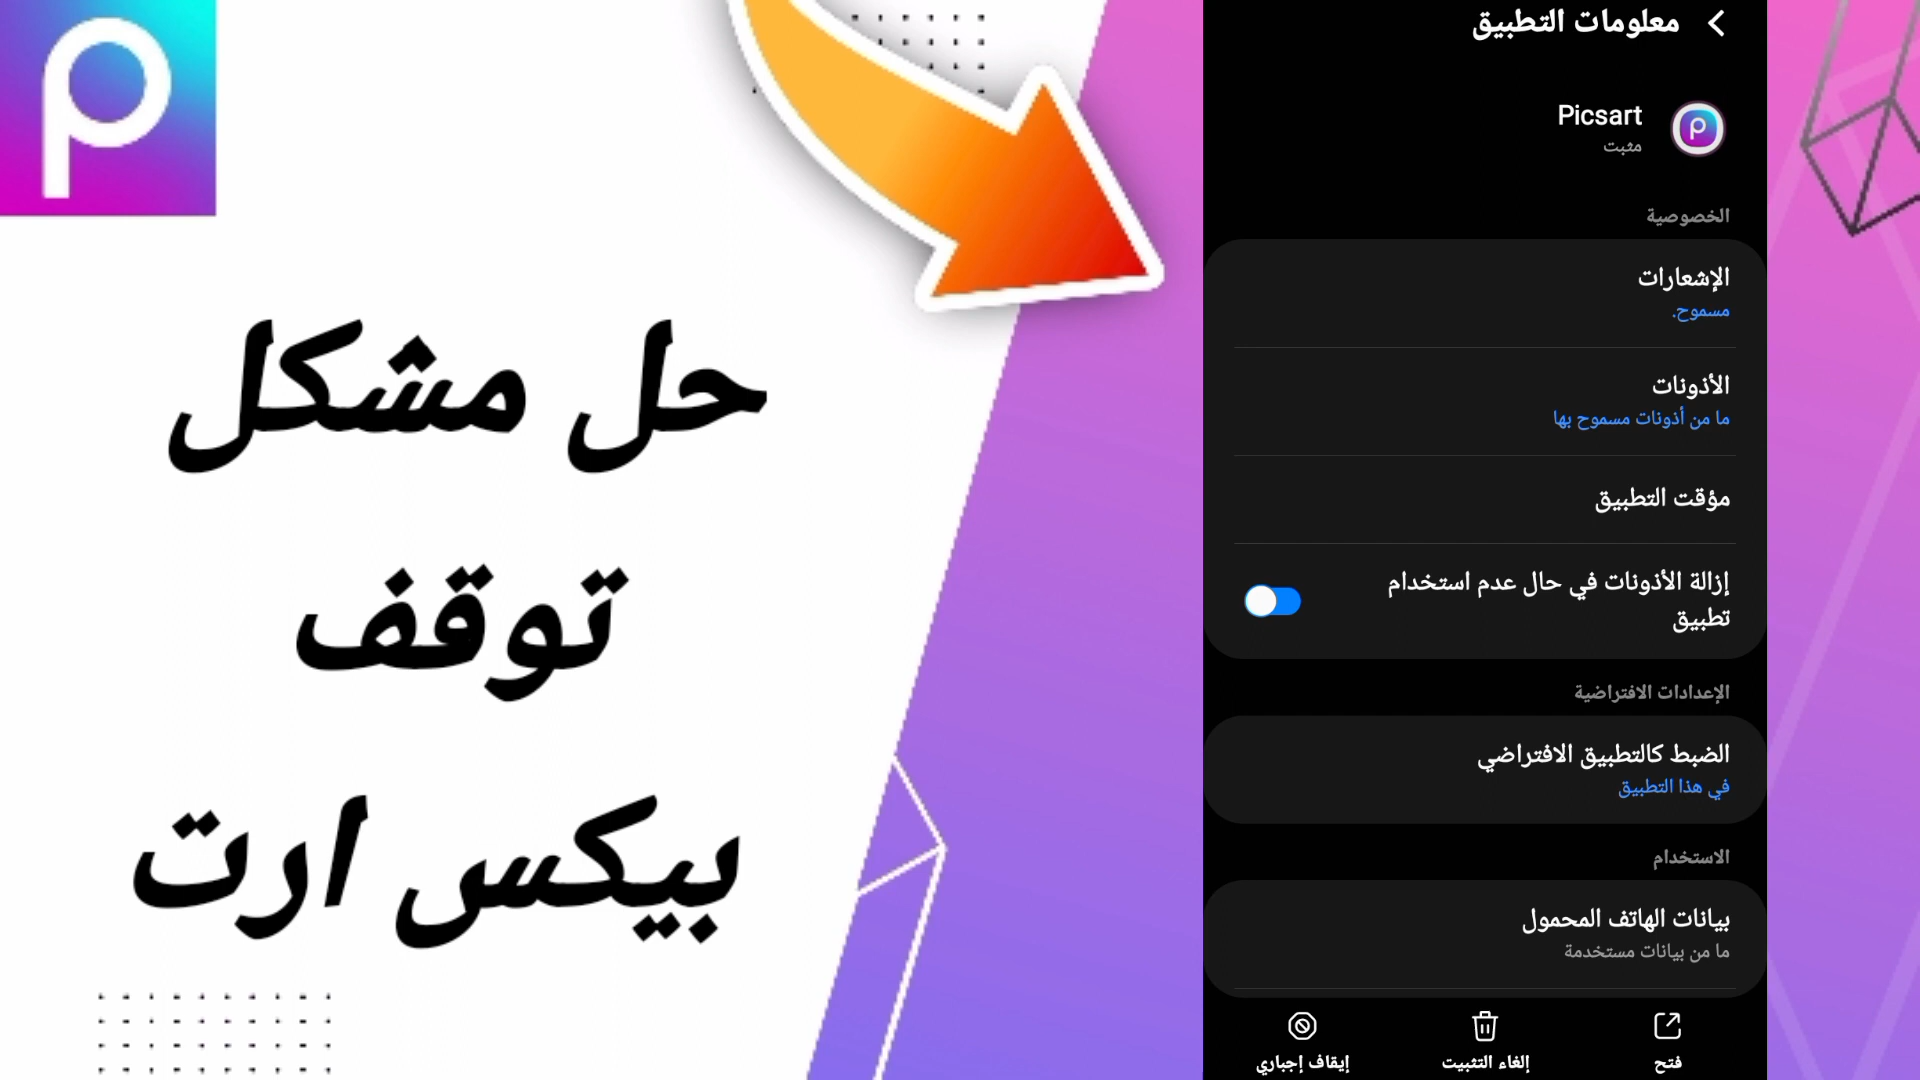 حل مشكل
توقف
بيكس ارت
معلومات التطبيق
Picsart
مثبت
الخصوصية
الإشعارات
مسموح.
الأذونات
ما من أذونات مسموح بها
مؤقت التطبيق
إزالة الأذونات في حال عدم استخدام
تطبيق
الإعدادات الافتراضية
الضبط كالتطبيق الافتراضي
في هذا التطبيق
الاستخدام
بيانات الهاتف المحمول
ما من بيانات مستخدمة
فتح
إلغاء التثبيت
إيقاف إجباري